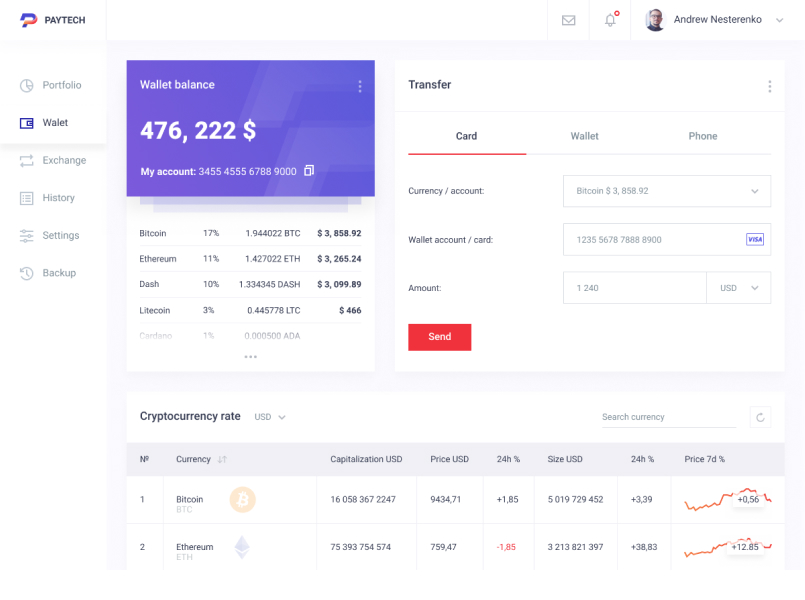 PAYTECH
Andrew Nesterenko
Portfolio
Walet
Exchange
History
Settings
Backup
Wallet balance
476, 222 $
My account: 3455 4555 6788 9000
Bitcoin 17% 1.944022 BTC $ 3, 858.92
Ethereum 11% 1.427022 ETH $ 3, 265.24
Dash 10% 1.334345 DASH $ 3, 099.89
Litecoin 3% 0.445778 LTC $ 466
Cardano 1% 0.000500 ADA
Transfer
Card Wallet Phone
Currency / account: Bitcoin $ 3, 858.92
Wallet account / card: 1235 5678 7888 8900 VISA
Amount: 1 240 USD
Send
Cryptocurrency rate USD Search currency
№ Currency Capitalization USD Price USD 24h % Size USD 24h % Price 7d %
1 Bitcoin 16 058 367 2247 9434,71 +1,85 5 019 729 452 +3,39 +0,56
BTC
2 Ethereum 75 393 754 574 759,47 -1,85 3 213 821 397 +38,83 +12.85
ETH